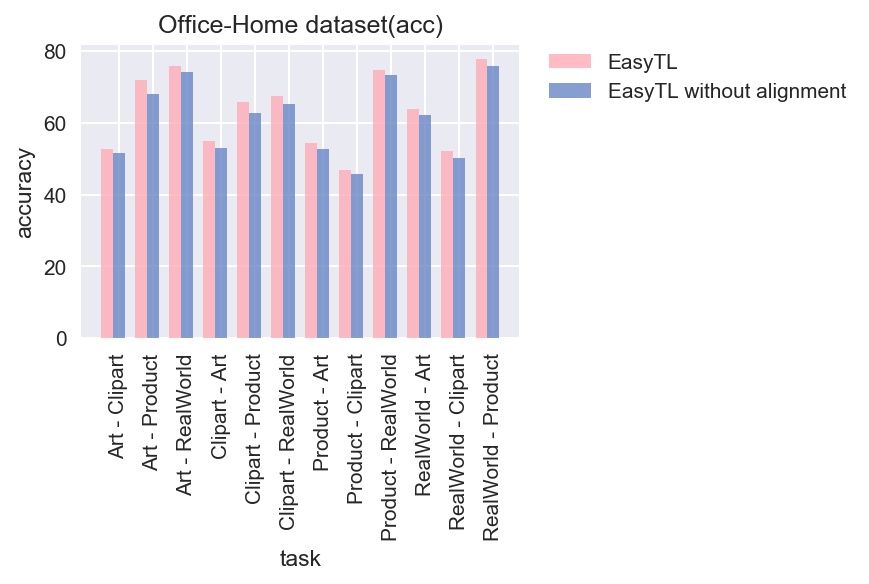 Office-Home dataset(acc)
80
60
40
20
0
accuracy
Art - Clipart
Art - Product
Art - RealWorld
Clipart - Art
Clipart - Product
Clipart - RealWorld
Product - Art
Product - Clipart
Product - RealWorld
RealWorld - Art
RealWorld - Clipart
RealWorld - Product
task
EasyTL
EasyTL without alignment